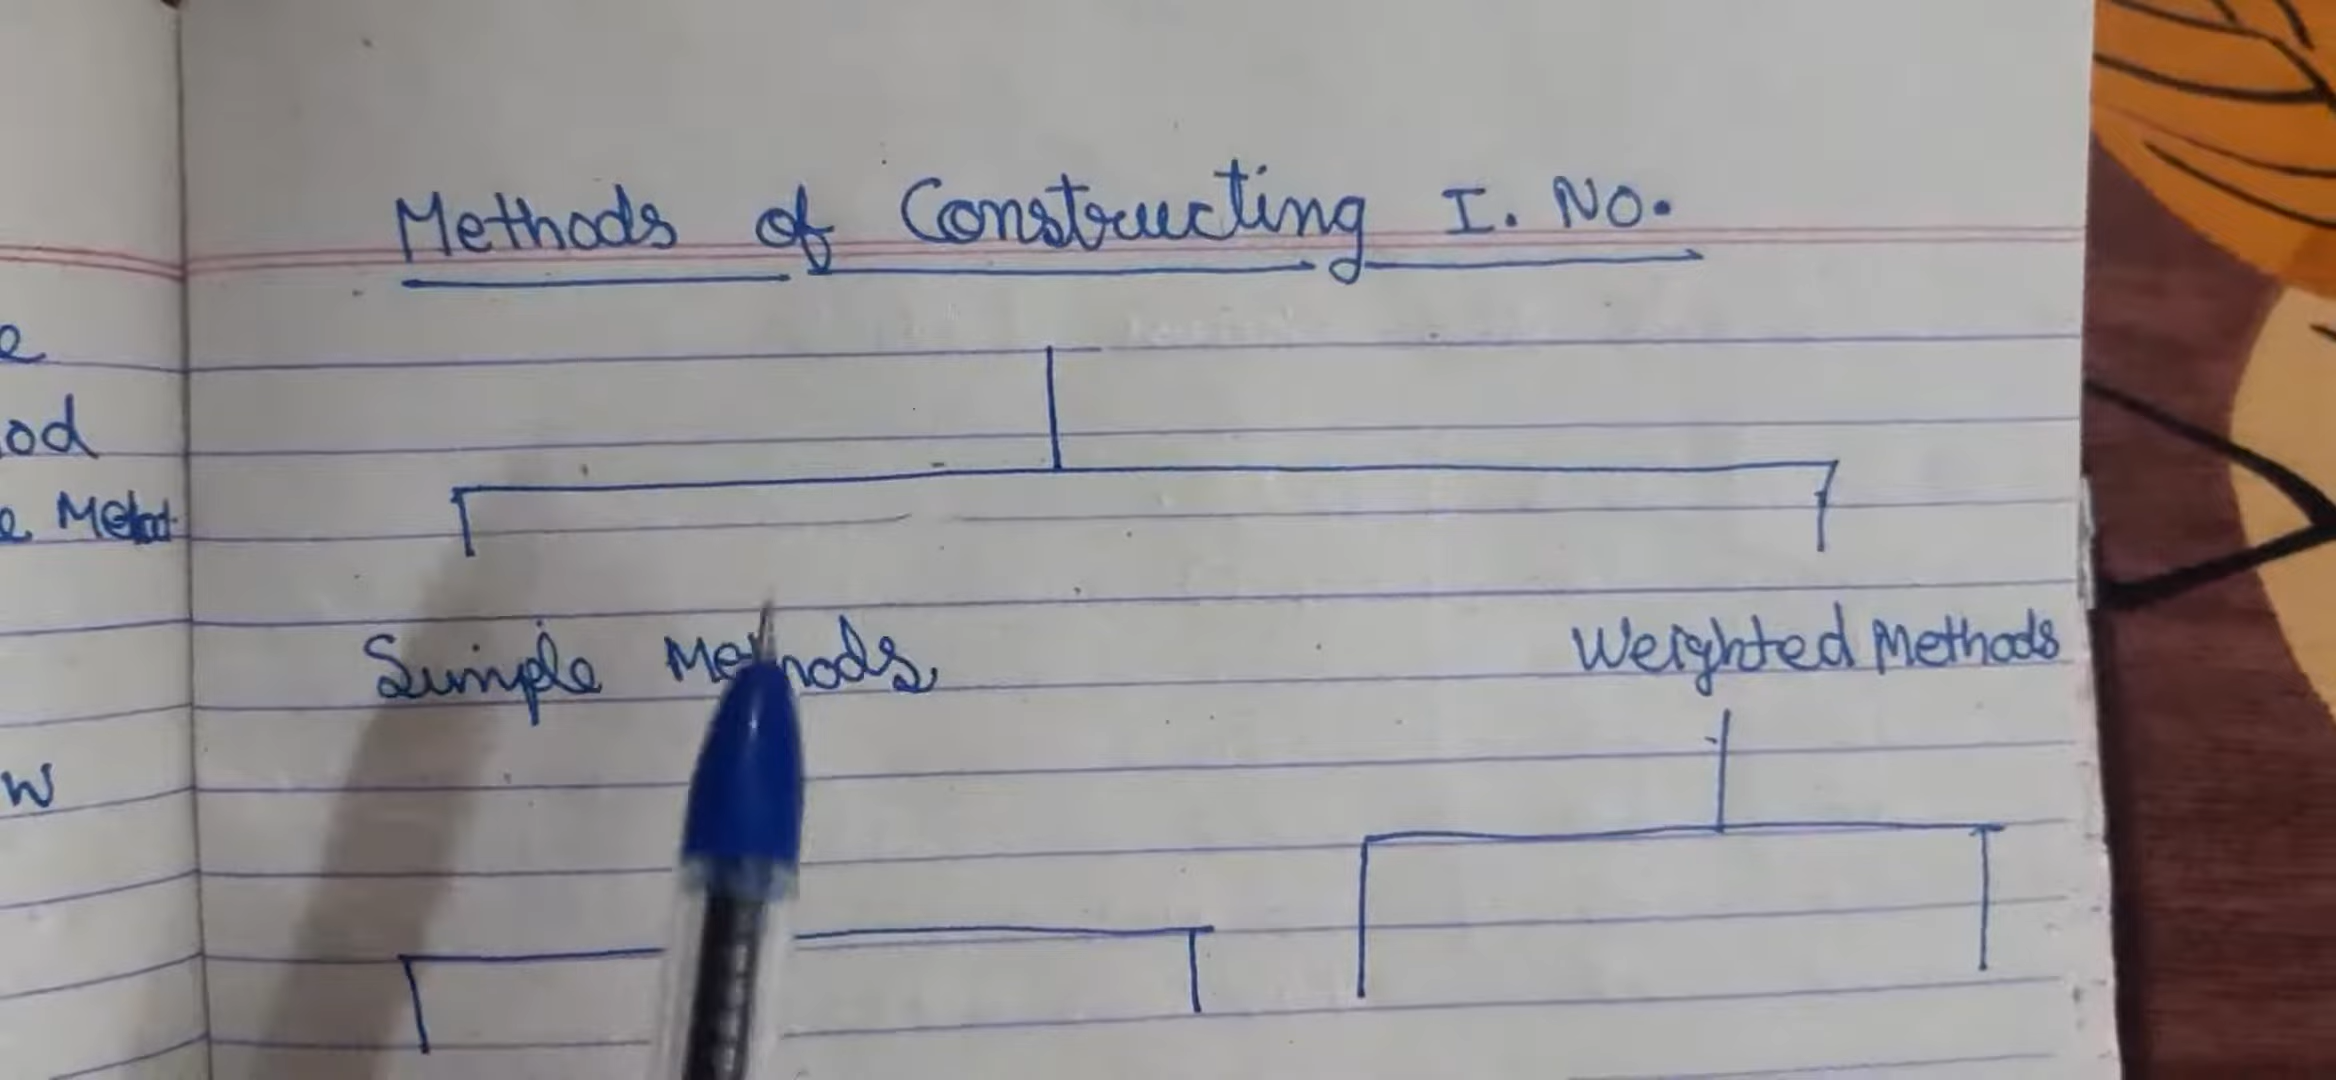 Methods of Constructing I. No.
Simple Methods
Weighted Methods
e
od
e
w